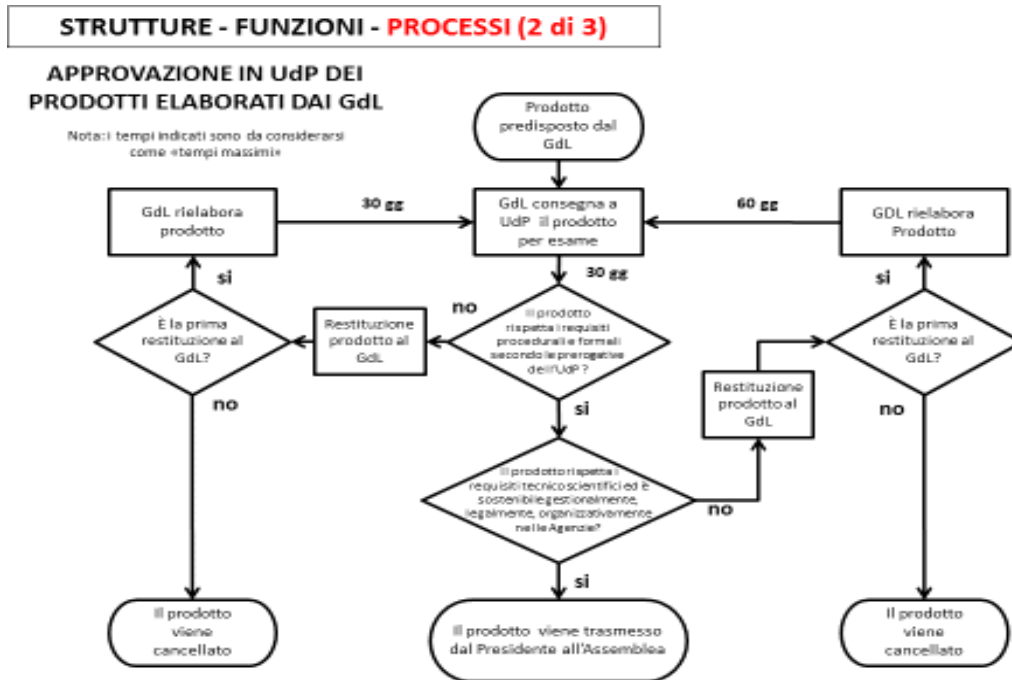 STRUTTURE - FUNZIONI - PROCESSI (2 di 3)
APPROVAZIONE IN UdP DEI
PRODOTTI ELABORATI DAI GdL
Nota: i tempi indicati sono da considerarsi
come «tempi massimi»
Prodotto
predisposto dal
GdL
GdL rielabora
prodotto
30 gg
GdL consegna a
UdP il prodotto
per esame
60 gg
GDL rielabora
Prodotto
si
30 gg
si
È la prima
restituzione al
GdL?
Restituzione
prodotto al
GdL
no
Il prodotto
rispetta i requisiti
procedurali e formali
secondo le prerogative
dell'UdP ?
È la prima
restituzione al
GdL?
no
si
Restituzione
prodotto al
GdL
no
Il prodotto rispetta i
requisiti tecnico scientifici ed è
sostenibile gestionalmente,
legalmente, organizzativamente
nelle Agenzie?
no
si
Il prodotto
viene
cancellato
Il prodotto viene trasmesso
dal Presidente all'Assemblea
Il prodotto
viene
cancellato